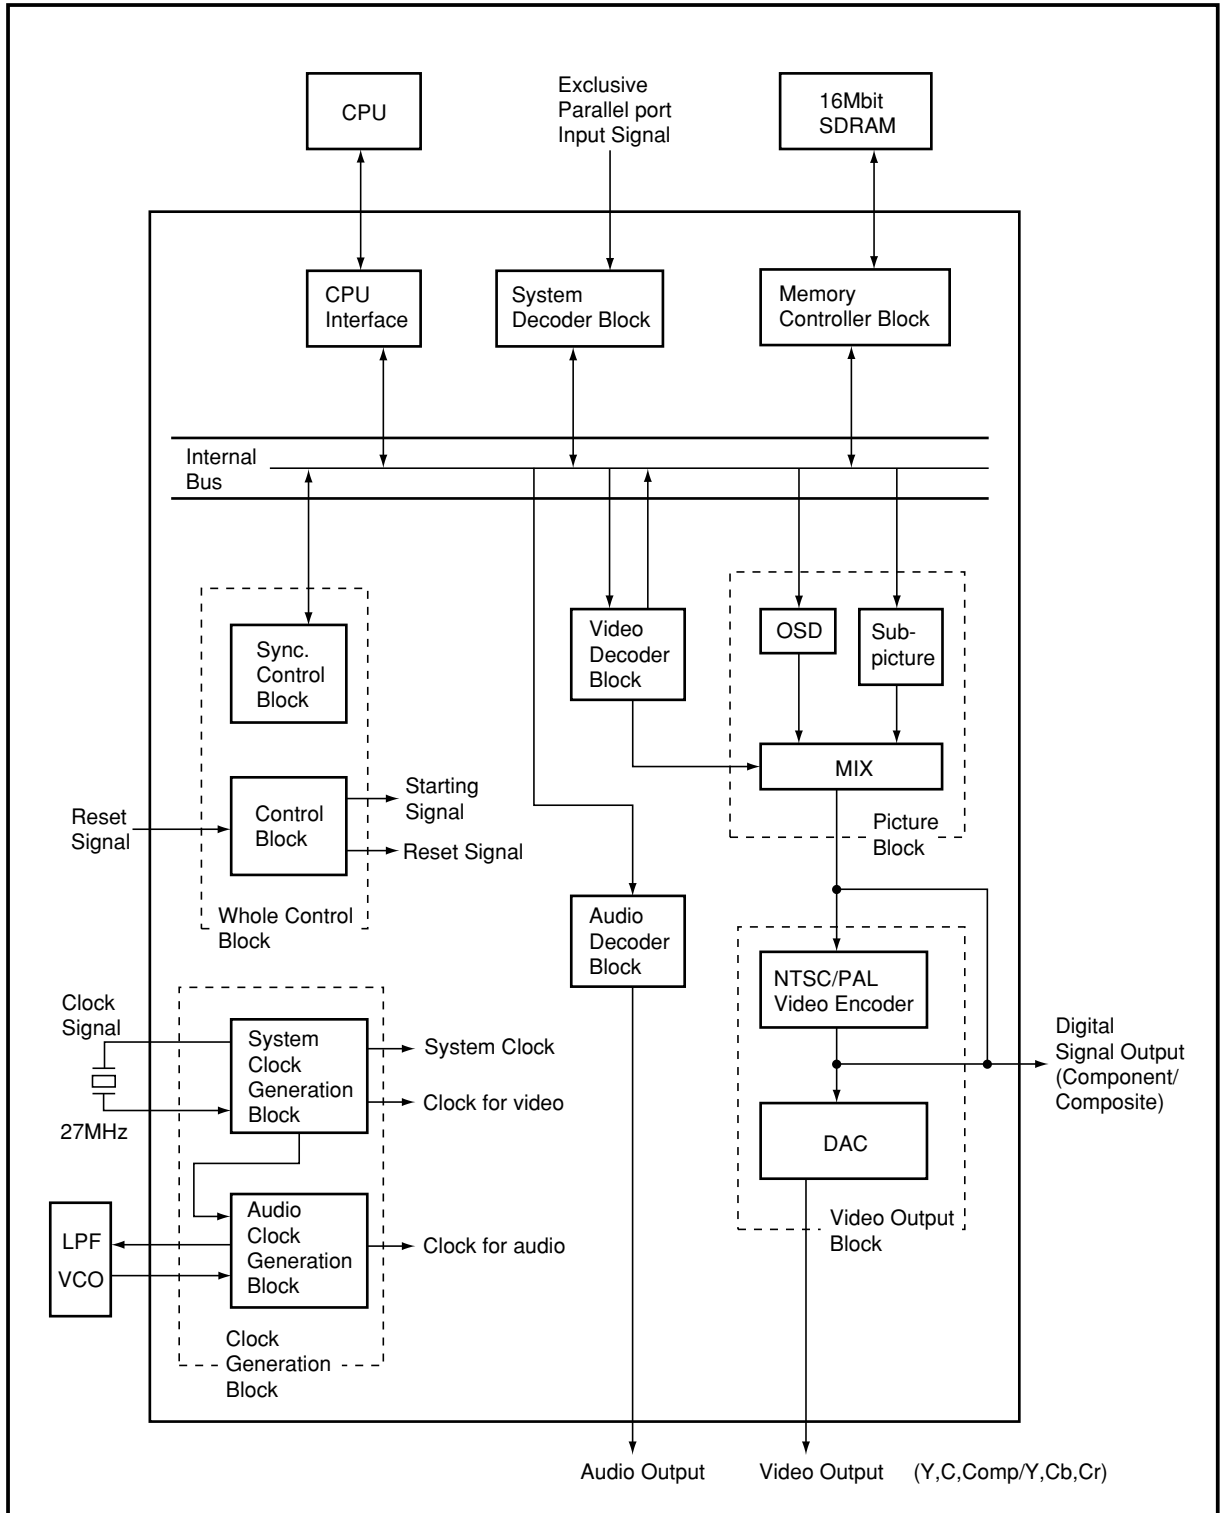 CPU
Exclusive
Parallel port
Input Signal
16Mbit
SDRAM
CPU
Interface
System
Decoder Block
Memory
Controller Block
Internal
Bus
Sync.
Control
Block
Video
Decoder
Block
OSD
Sub-
picture
MIX
Picture
Block
Reset
Signal
Control
Block
Starting
Signal
Reset Signal
Whole Control
Block
Audio
Decoder
Block
NTSC/PAL
Video Encoder
DAC
Video Output
Block
Digital
Signal Output
(Component/
Composite)
Clock
Signal
27MHz
System
Clock
Generation
Block
System Clock
Clock for video
LPF
VCO
Audio
Clock
Generation
Block
Clock for audio
Clock
Generation
Block
Audio Output
Video Output
(Y,C,Comp/Y,Cb,Cr)